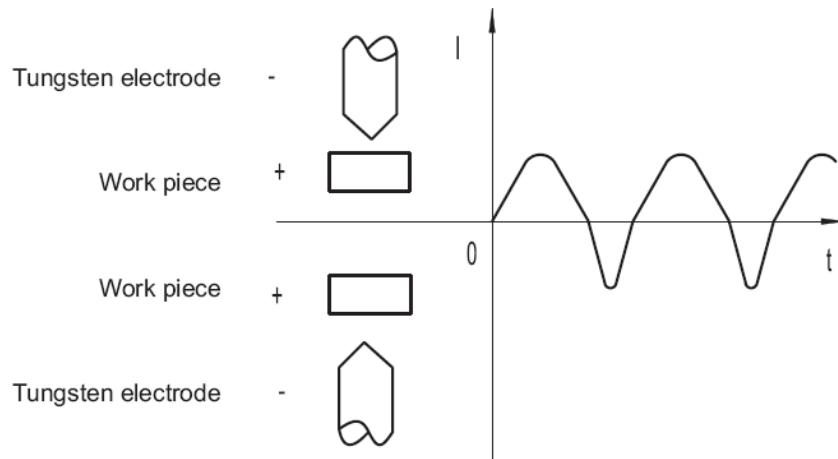 Tungsten electrode -
I
Work piece +
0
t
Work piece +
Tungsten electrode -